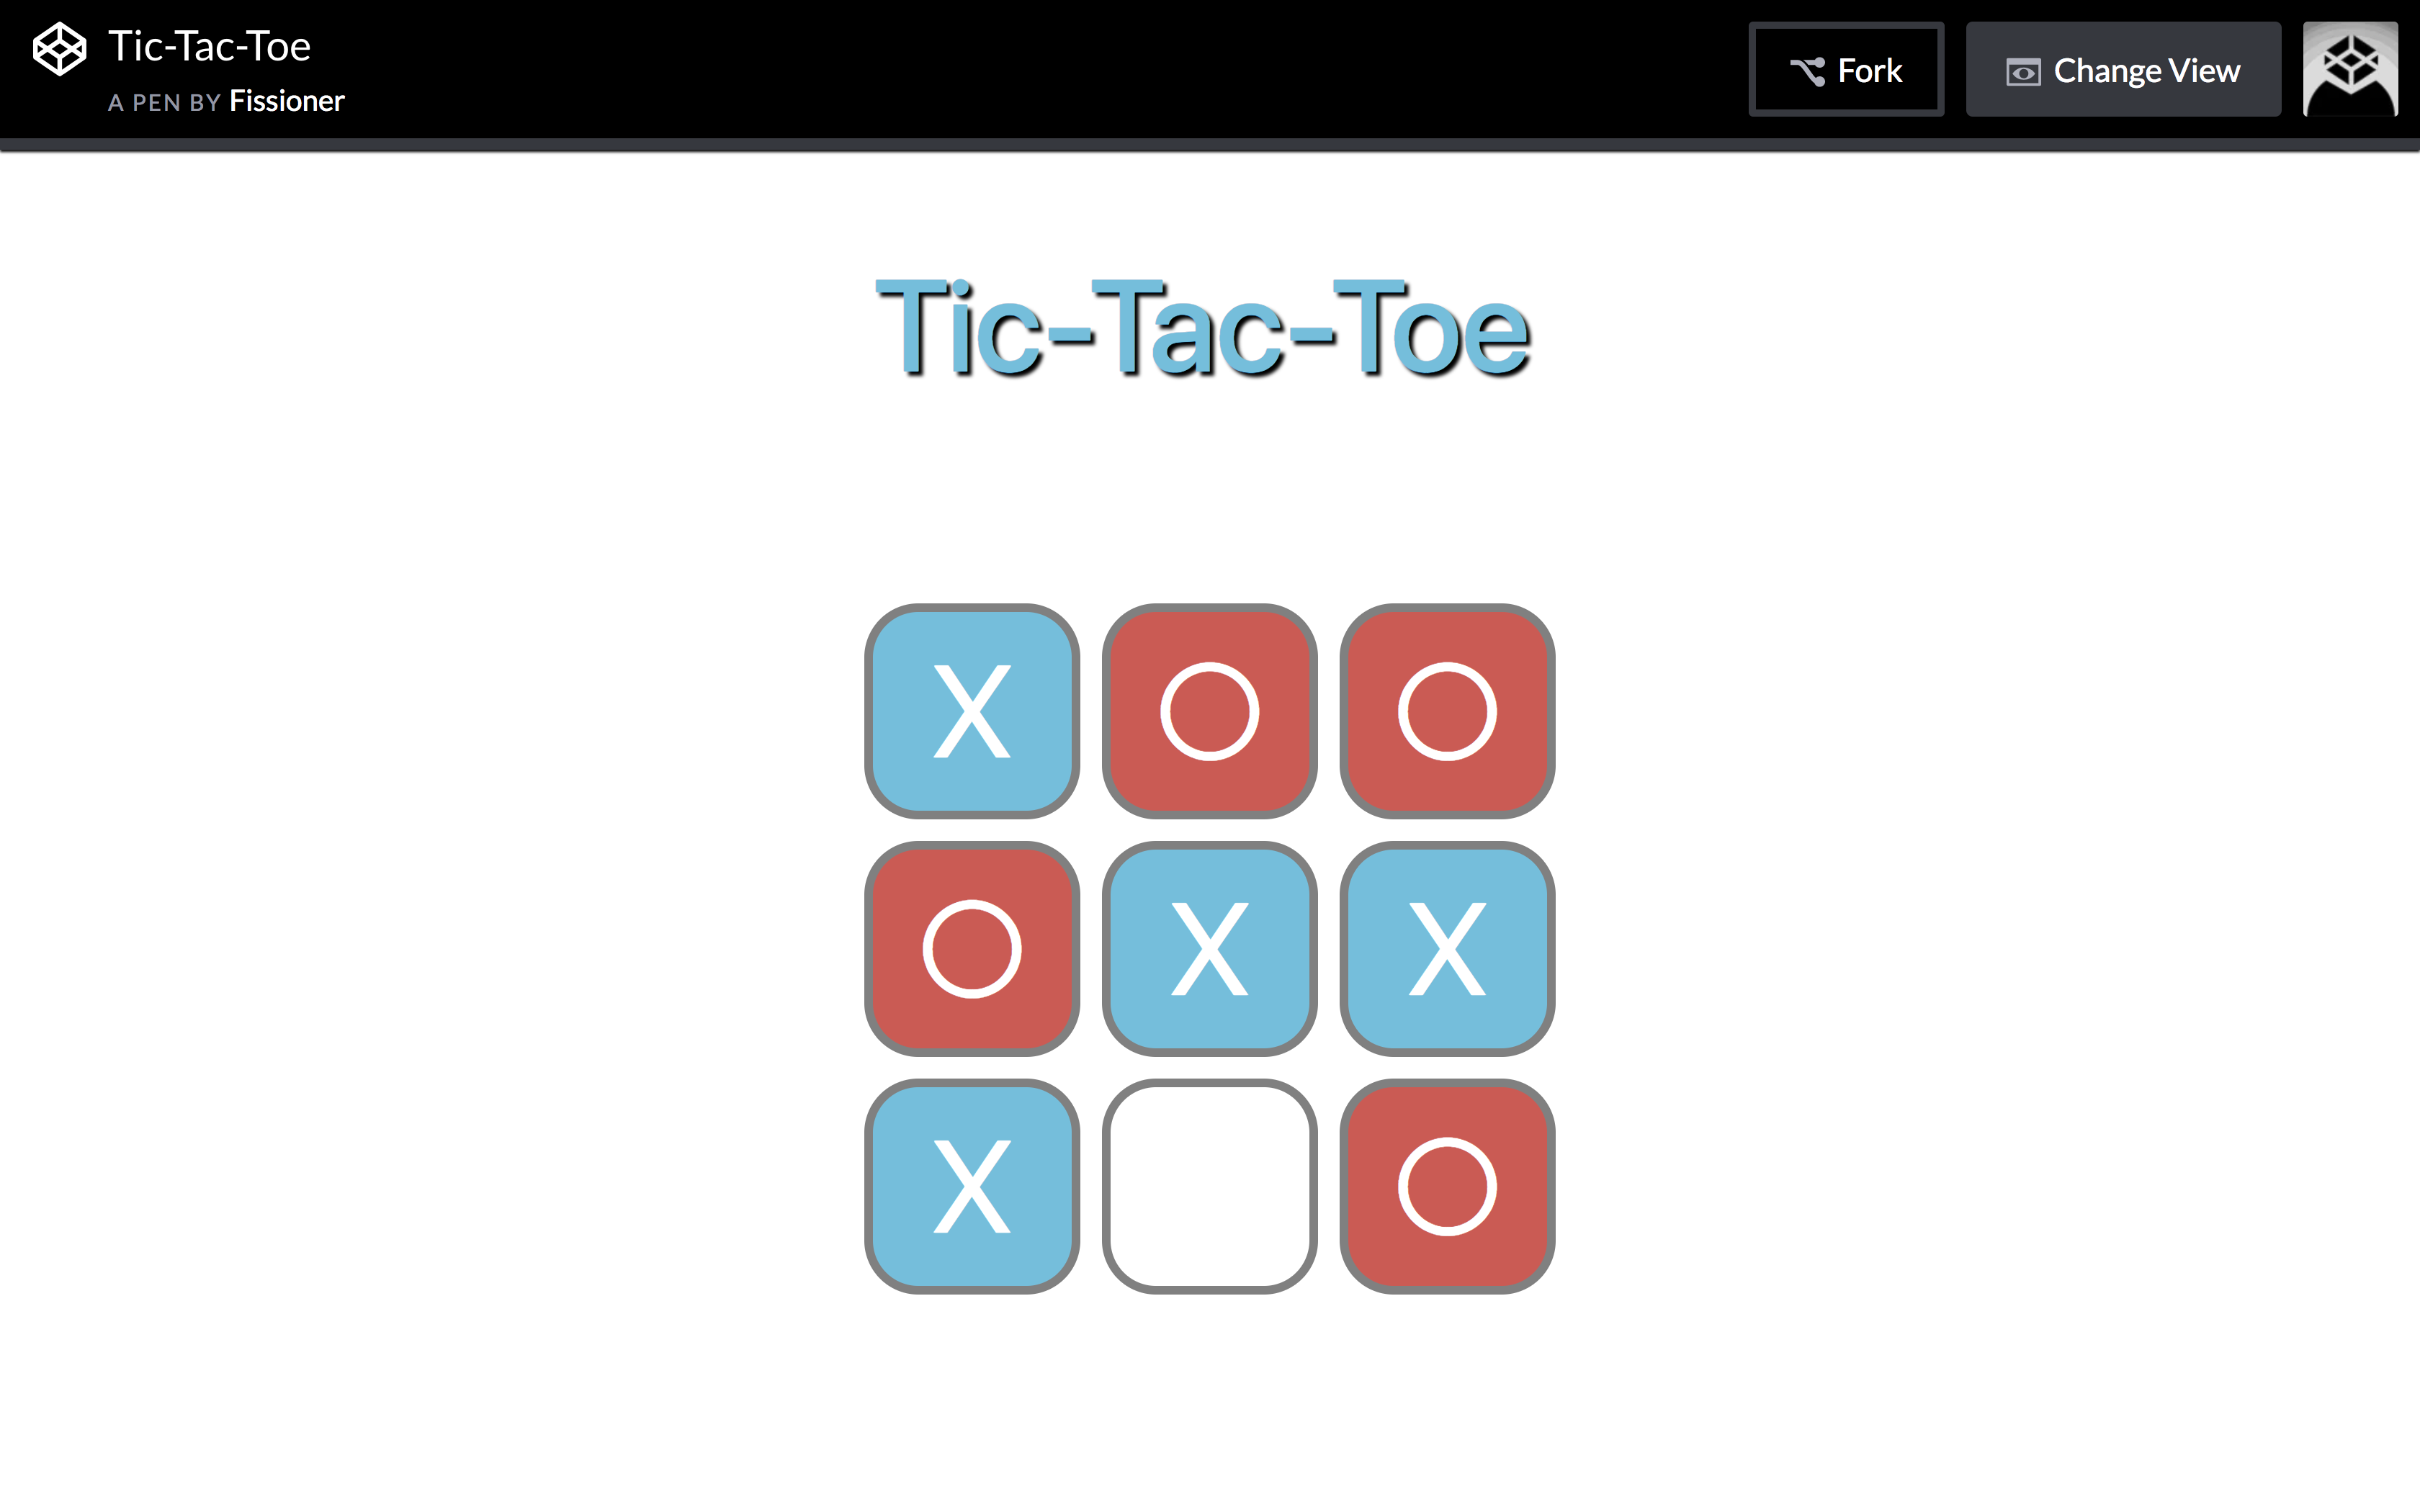 Tic-Tac-Toe
A PEN BY Fissioner
Fork
Change View
Tic-Tac-Toe
X O O
O X X
X O